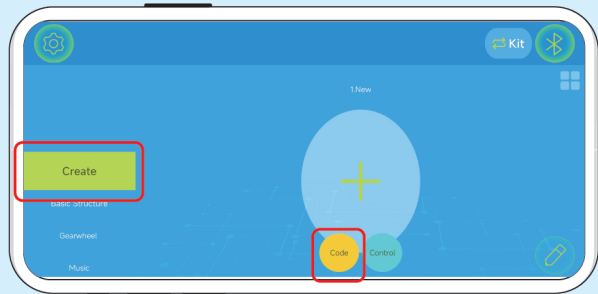 Kit
1.New
Create
Basic Structure
Gearwheel
Music
Code
Control